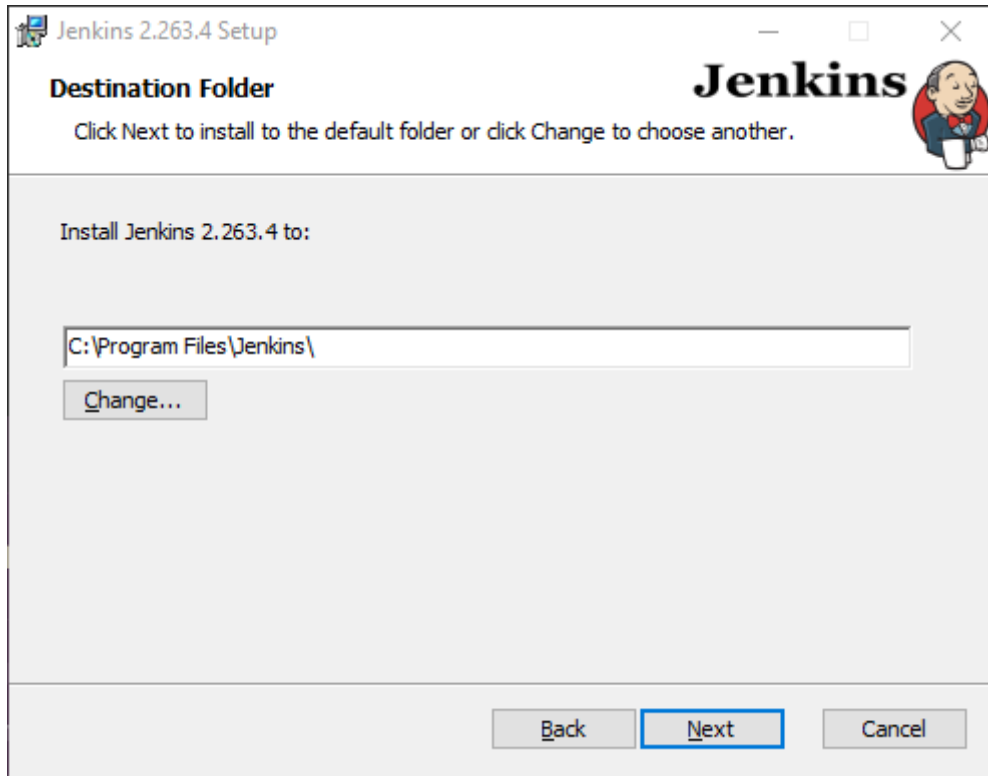 Jenkins 2.263.4 Setup
Destination Folder
Jenkins
Click Next to install to the default folder or click Change to choose another.
Install Jenkins 2.263.4 to:
C:\Program Files\Jenkins\
Change...
Back Next Cancel